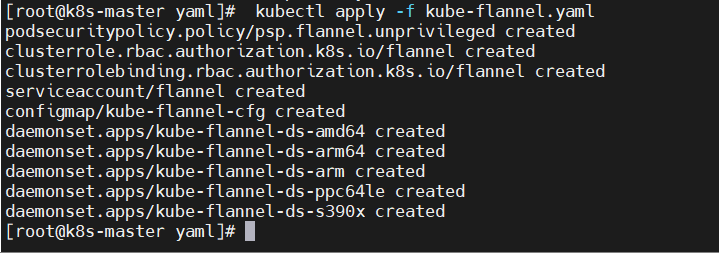 [root@k8s-master yaml]#  kubectl apply -f kube-flannel.yaml
podsecuritypolicy.policy/psp.flannel.unprivileged created
clusterrole.rbac.authorization.k8s.io/flannel created
clusterrolebinding.rbac.authorization.k8s.io/flannel created
serviceaccount/flannel created
configmap/kube-flannel-cfg created
daemonset.apps/kube-flannel-ds-amd64 created
daemonset.apps/kube-flannel-ds-arm64 created
daemonset.apps/kube-flannel-ds-arm created
daemonset.apps/kube-flannel-ds-ppc64le created
daemonset.apps/kube-flannel-ds-s390x created
[root@k8s-master yaml]#